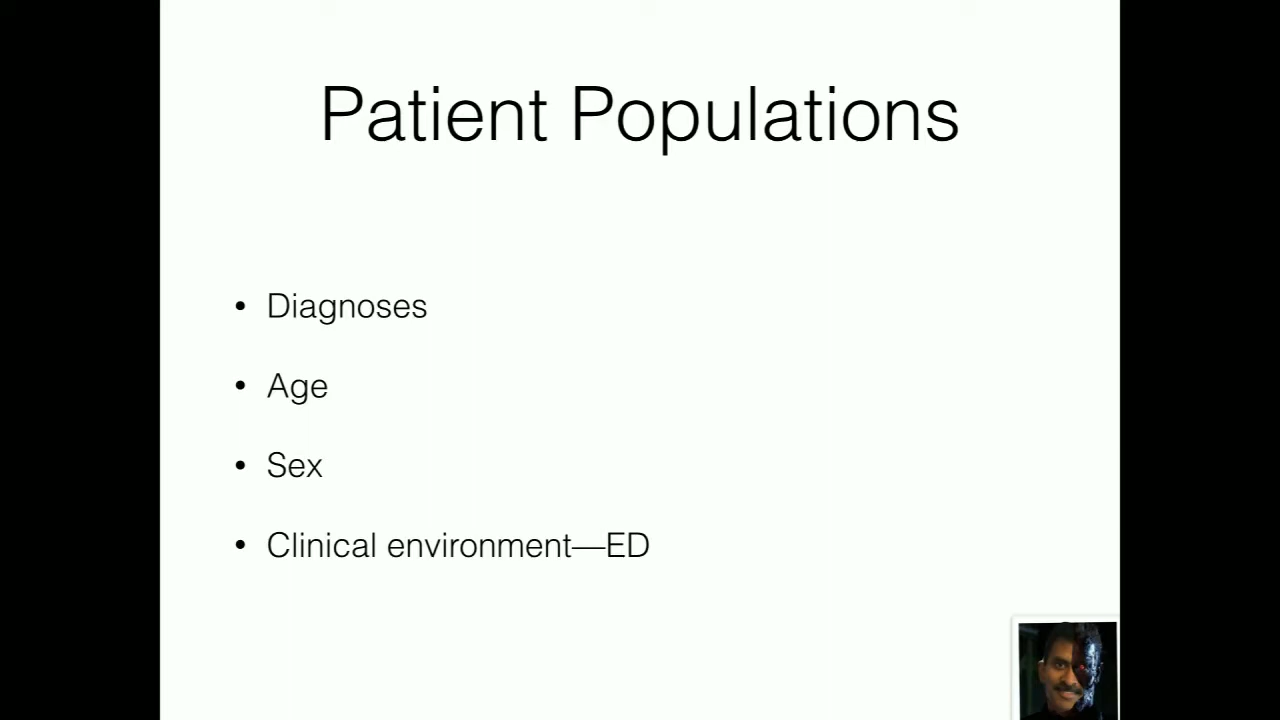 Patient Populations
• Diagnoses
• Age
• Sex
• Clinical environment—ED